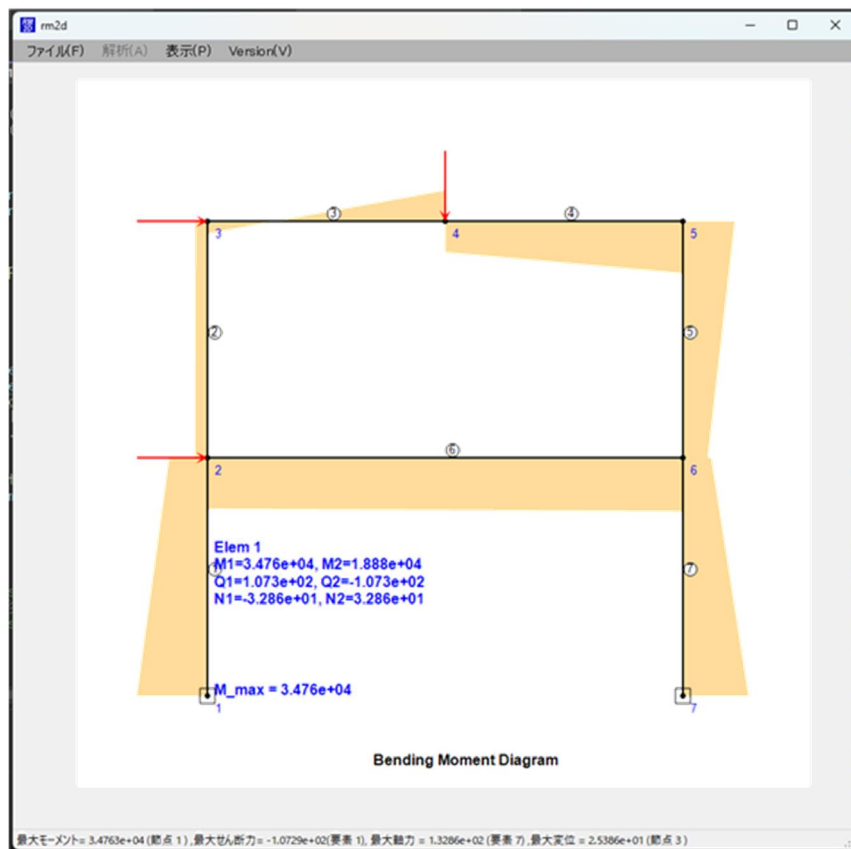 rm2d
ファイル(F) 解析(A) 表示(P) Version(V)
③ ④
3 4 5
② ⑤
⑥
2 6
Elem 1
M1=3.476e+04, M2=1.888e+04
① ⑦
Q1=1.073e+02, Q2=-1.073e+02
N1=-3.286e+01, N2=3.286e+01
M_max = 3.476e+04
1 7
Bending Moment Diagram
最大モーメント= 3.4763e+04 (節点 1) ,最大せん断力= -1.0729e+02(要素 1), 最大軸力 = 1.3286e+02 (要素 7) ,最大変位 = 2.5386e+01 (節点 3 )